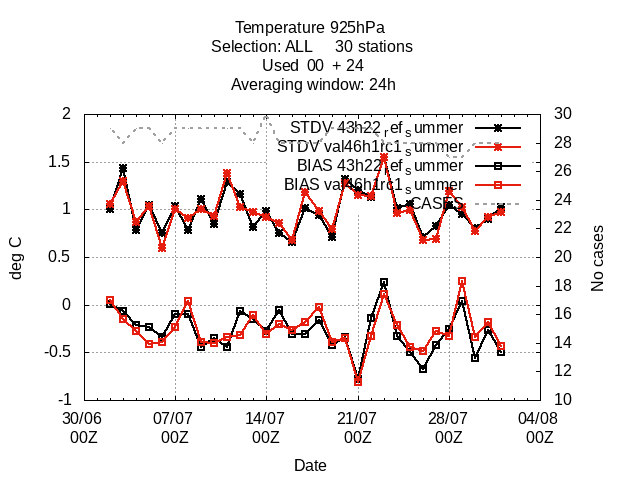 Temperature 925hPa
Selection: ALL 30 stations
Used 00 + 24
Averaging window: 24h
STDV 43h22_ref_summer
STDV val46h1rc1_summer
BIAS 43h22_ref_summer
BIAS val46h1rc1_summer
CASES
2
1.5
1
0.5
0
-0.5
-1
deg C
30
28
26
24
22
20
18
16
14
12
10
No cases
30/06 07/07 14/07 21/07 28/07 04/08
00Z 00Z 00Z 00Z 00Z 00Z
Date